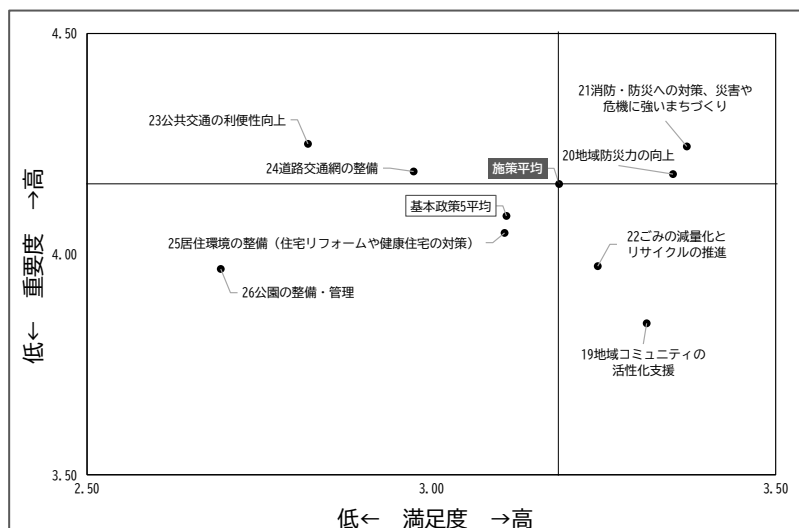 4.50
21消防・防災への対策、災害や
危機に強いまちづくり
23公共交通の利便性向上
24道路交通網の整備
施策平均
20地域防災力の向上
基本政策5平均
25居住環境の整備（住宅リフォームや健康住宅の対策）
22ごみの減量化と
リサイクルの推進
4.00
26公園の整備・管理
19地域コミュニティの
活性化支援
低← 重要度 →高
3.50
2.50
3.00
3.50
低← 満足度 →高